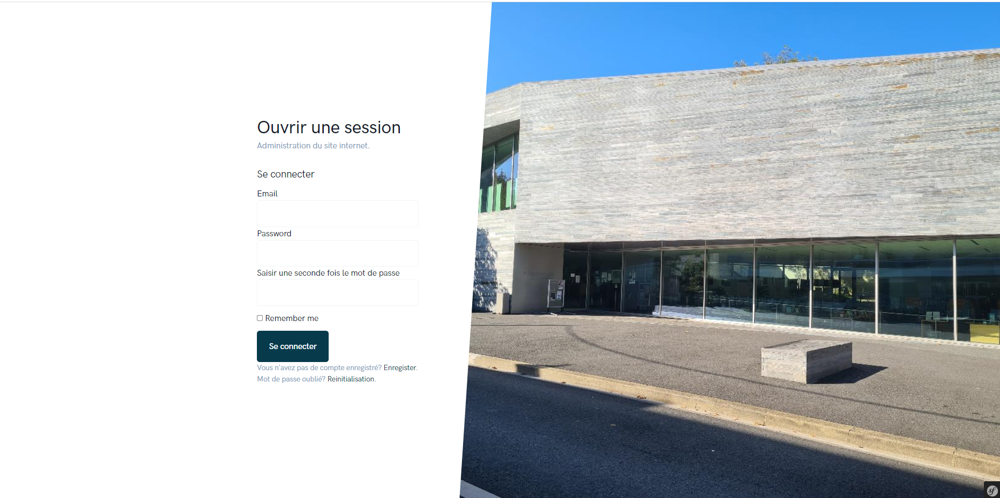 Ouvrir une session
Administration du site internet.
Se connecter
Email
Password
Saisir une seconde fois le mot de passe
Remember me
Se connecter
Vous n'avez pas de compte enregistré? Enregister.
Mot de passe oublié? Reinitialisation.
sf